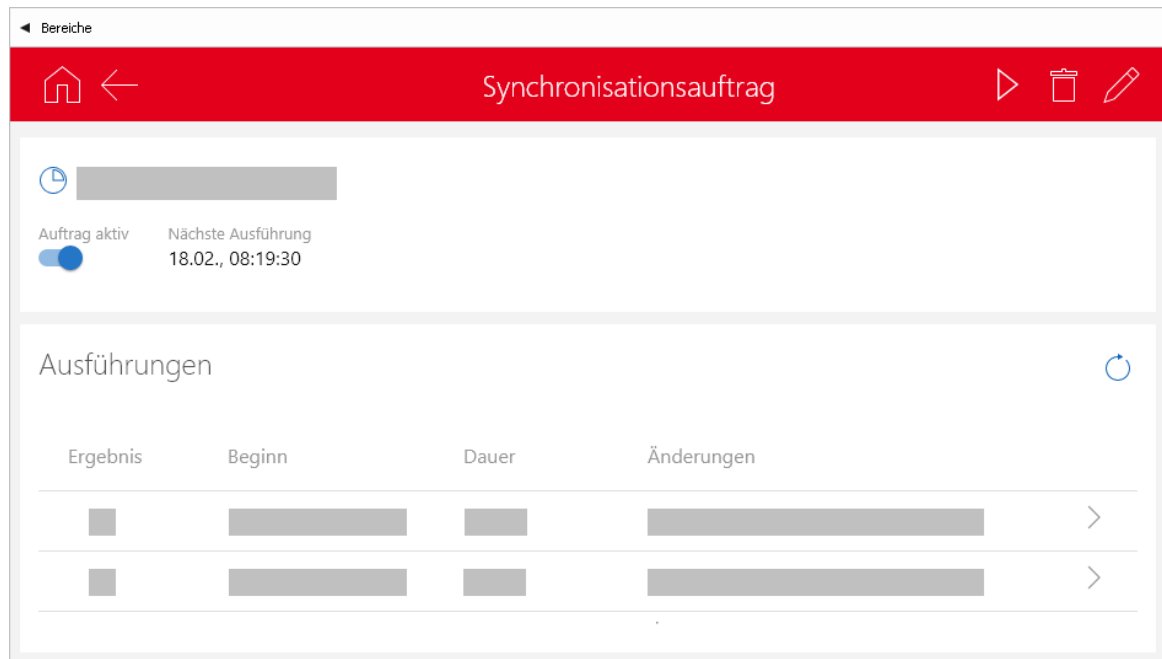 Bereiche
Synchronisationsauftrag
Auftrag aktiv Nächste Ausführung
18.02., 08:19:30
Ausführungen
Ergebnis Beginn Dauer Änderungen